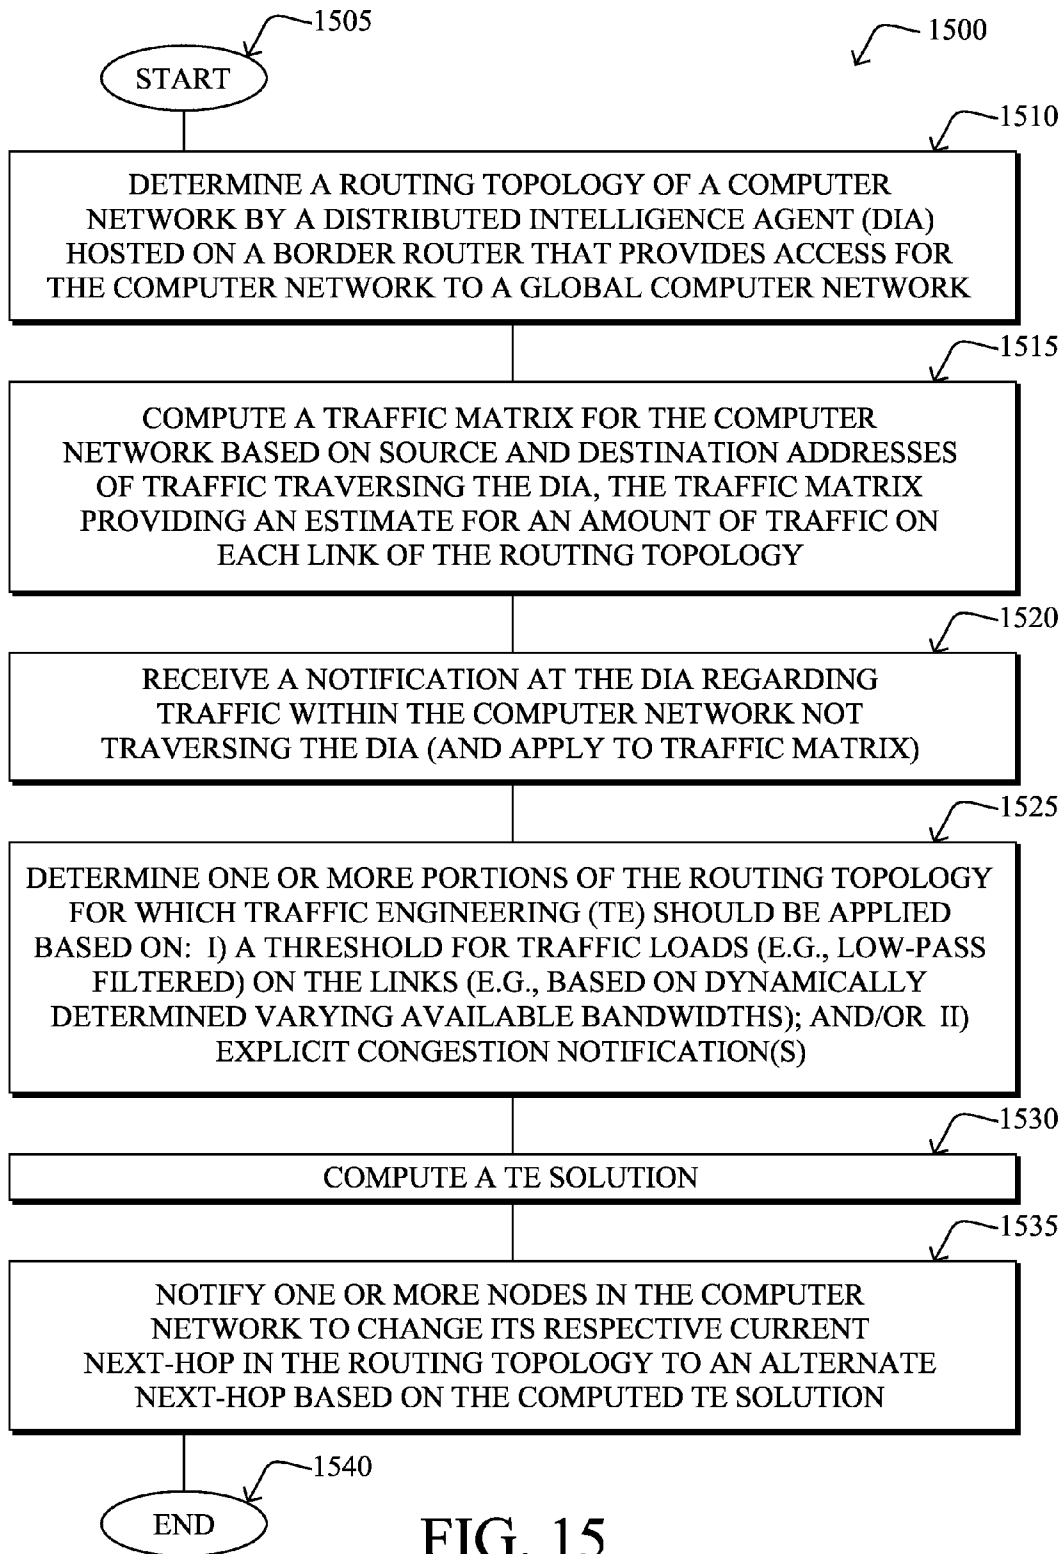 1505
1500
START
1510
DETERMINE A ROUTING TOPOLOGY OF A COMPUTER
NETWORK BY A DISTRIBUTED INTELLIGENCE AGENT (DIA)
HOSTED ON A BORDER ROUTER THAT PROVIDES ACCESS FOR
THE COMPUTER NETWORK TO A GLOBAL COMPUTER NETWORK
1515
COMPUTE A TRAFFIC MATRIX FOR THE COMPUTER
NETWORK BASED ON SOURCE AND DESTINATION ADDRESSES
OF TRAFFIC TRAVERSING THE DIA, THE TRAFFIC MATRIX
PROVIDING AN ESTIMATE FOR AN AMOUNT OF TRAFFIC ON
EACH LINK OF THE ROUTING TOPOLOGY
1520
RECEIVE A NOTIFICATION AT THE DIA REGARDING
TRAFFIC WITHIN THE COMPUTER NETWORK NOT
TRAVERSING THE DIA (AND APPLY TO TRAFFIC MATRIX)
1525
DETERMINE ONE OR MORE PORTIONS OF THE ROUTING TOPOLOGY
FOR WHICH TRAFFIC ENGINEERING (TE) SHOULD BE APPLIED
BASED ON: I) A THRESHOLD FOR TRAFFIC LOADS (E.G., LOW-PASS
FILTERED) ON THE LINKS (E.G., BASED ON DYNAMICALLY
DETERMINED VARYING AVAILABLE BANDWIDTHS); AND/OR II)
EXPLICIT CONGESTION NOTIFICATION(S)
1530
COMPUTE A TE SOLUTION
1535
NOTIFY ONE OR MORE NODES IN THE COMPUTER
NETWORK TO CHANGE ITS RESPECTIVE CURRENT
NEXT-HOP IN THE ROUTING TOPOLOGY TO AN ALTERNATE
NEXT-HOP BASED ON THE COMPUTED TE SOLUTION
1540
END
FIG. 15